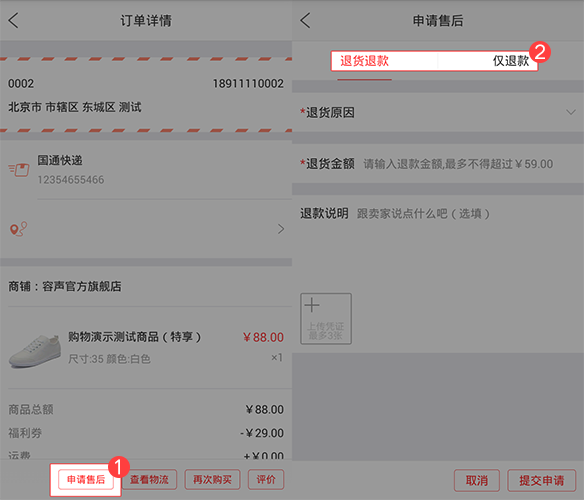 订单详情
0002 18911110002
北京市 市辖区 东城区 测试
国通快递
12354655466
商铺：容声官方旗舰店
购物演示测试商品（特享） ￥88.00
尺寸:35 颜色:白色 ×1
商品总额 ￥88.00
福利券 -￥29.00
运费 +￥0.00
1
申请售后 查看物流 再次购买 评价
申请售后
2
退货退款 仅退款
*退货原因
*退货金额 请输入退款金额,最多不得超过￥59.00
退款说明 跟卖家说点什么吧（选填）
上传凭证
最多3张
取消 提交申请